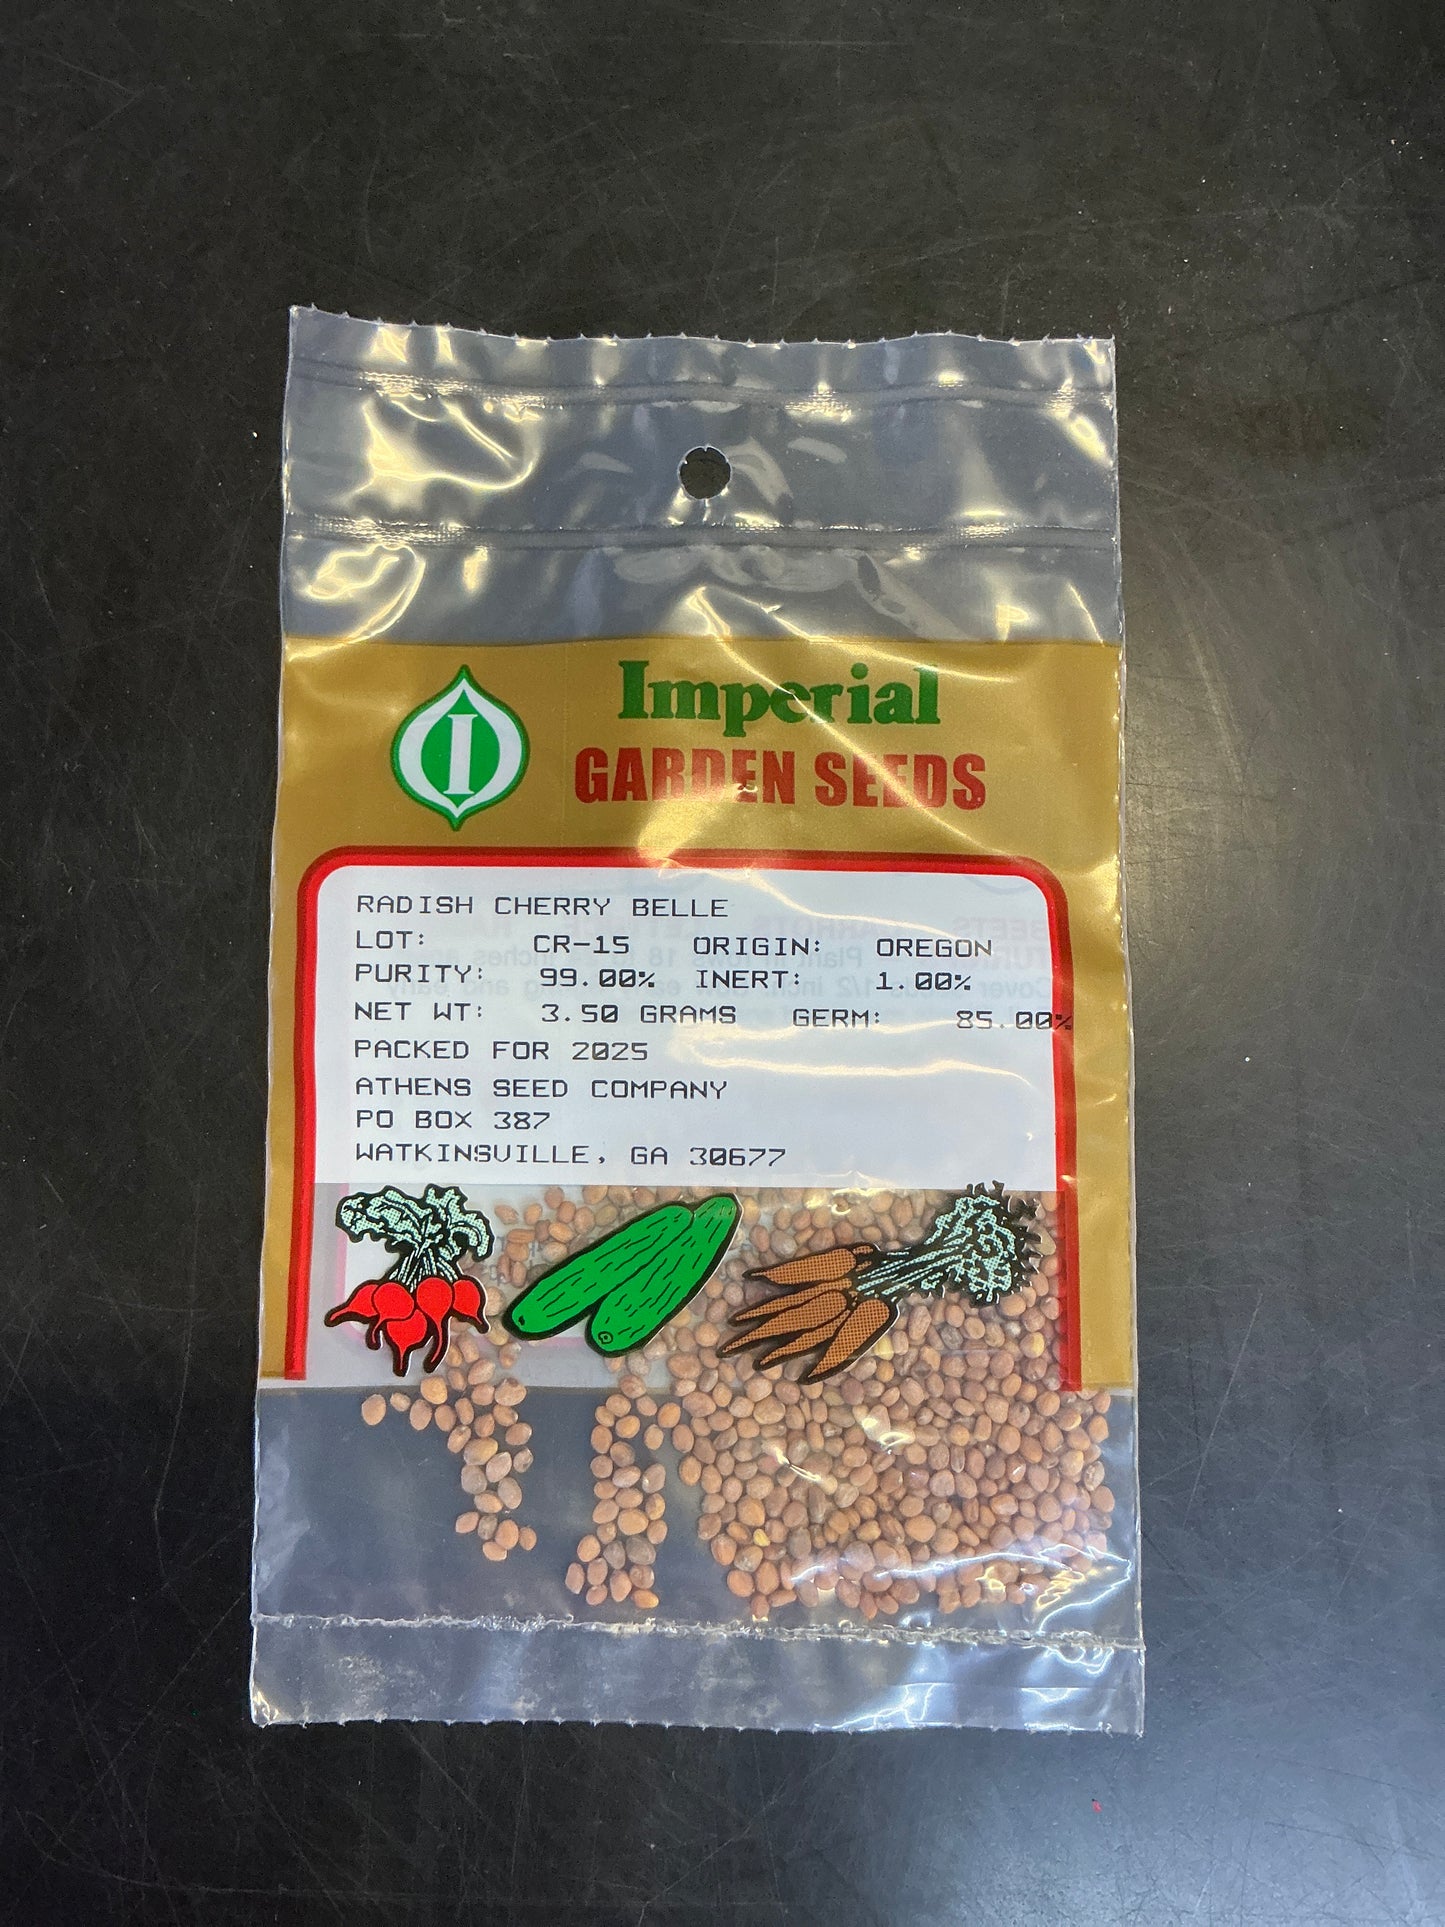 I
Imperial
GARDEN SEEDS
RADISH CHERRY BELLE
LOT: CR-15 ORIGIN: OREGON
PURITY: 99.00% INERT: 1.00%
NET WT: 3.50 GRAMS GERM: 85.00%
PACKED FOR 2025
ATHENS SEED COMPANY
PO BOX 387
WATKINSVILLE, GA 30677